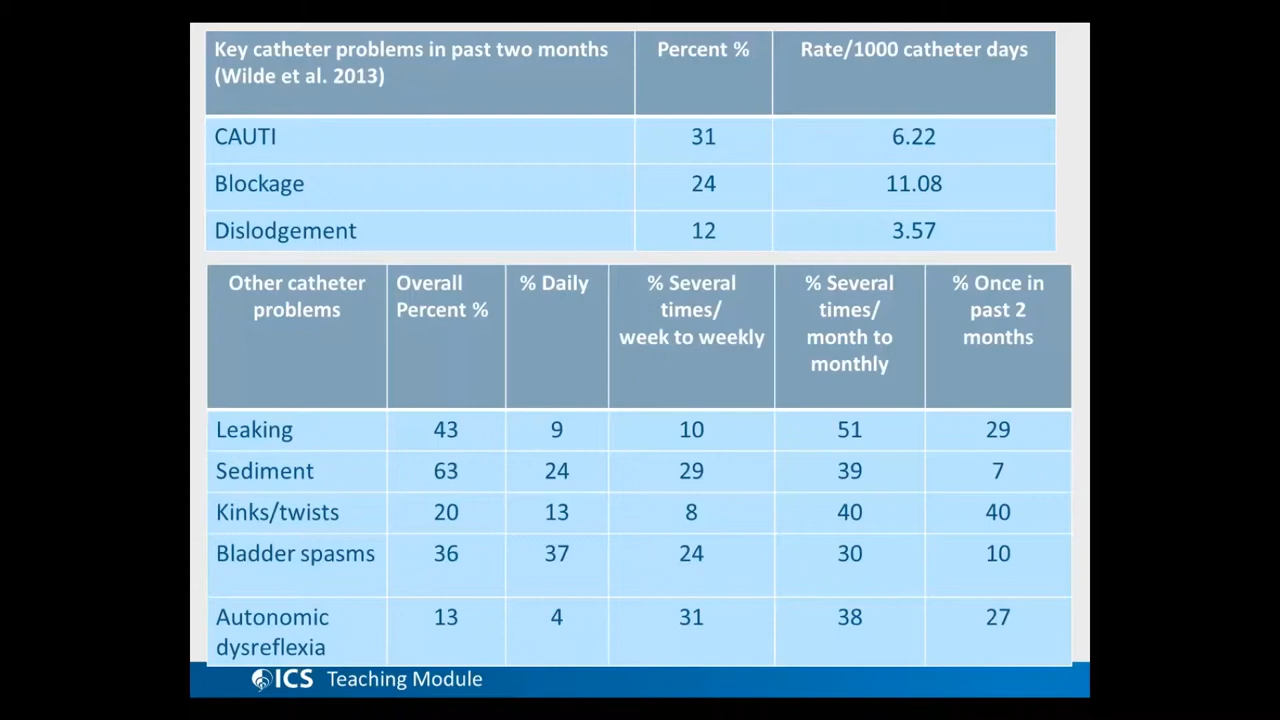 Key catheter problems in past two months Percent % Rate/1000 catheter days
(Wilde et al. 2013)
CAUTI 31 6.22
Blockage 24 11.08
Dislodgement 12 3.57
Other catheter Overall % Daily % Several % Several % Once in
problems Percent % times/ times/ past 2
week to weekly month to months
monthly
Leaking 43 9 10 51 29
Sediment 63 24 29 39 7
Kinks/twists 20 13 8 40 40
Bladder spasms 36 37 24 30 10
Autonomic 13 4 31 38 27
dysreflexia
ICS Teaching Module